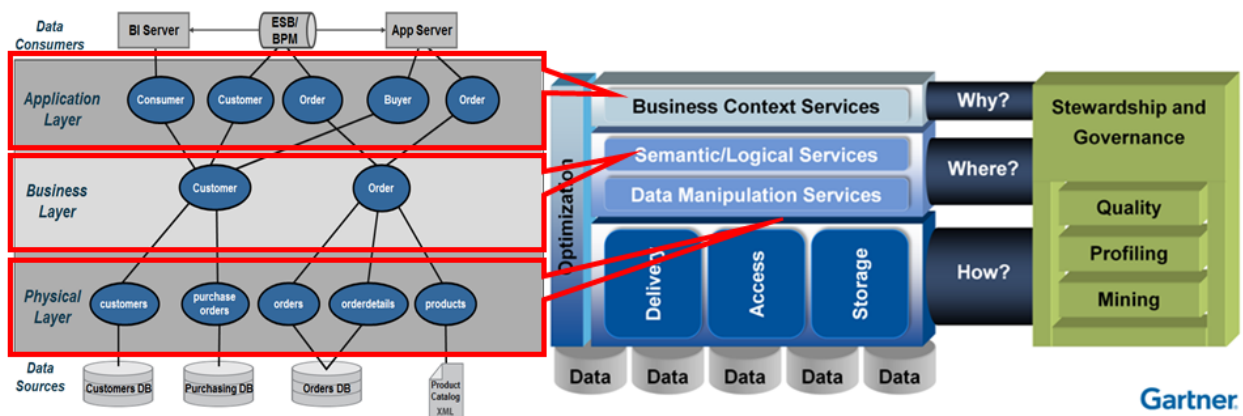 Data
Consumers
BI Server
ESB/
BPM
App Server
Application
Layer
Consumer
Customer
Order
Buyer
Order
Business
Layer
Customer
Order
Physical
Layer
customers
purchase
orders
orders
orderdetails
products
Data
Sources
Customers DB
Purchasing DB
Orders DB
Product
Catalog
XML
Optimization
Business Context Services
Semantic/Logical Services
Data Manipulation Services
Delivery
Access
Storage
Data
Data
Data
Data
Data
Why?
Where?
How?
Stewardship and
Governance
Quality
Profiling
Mining
Gartner